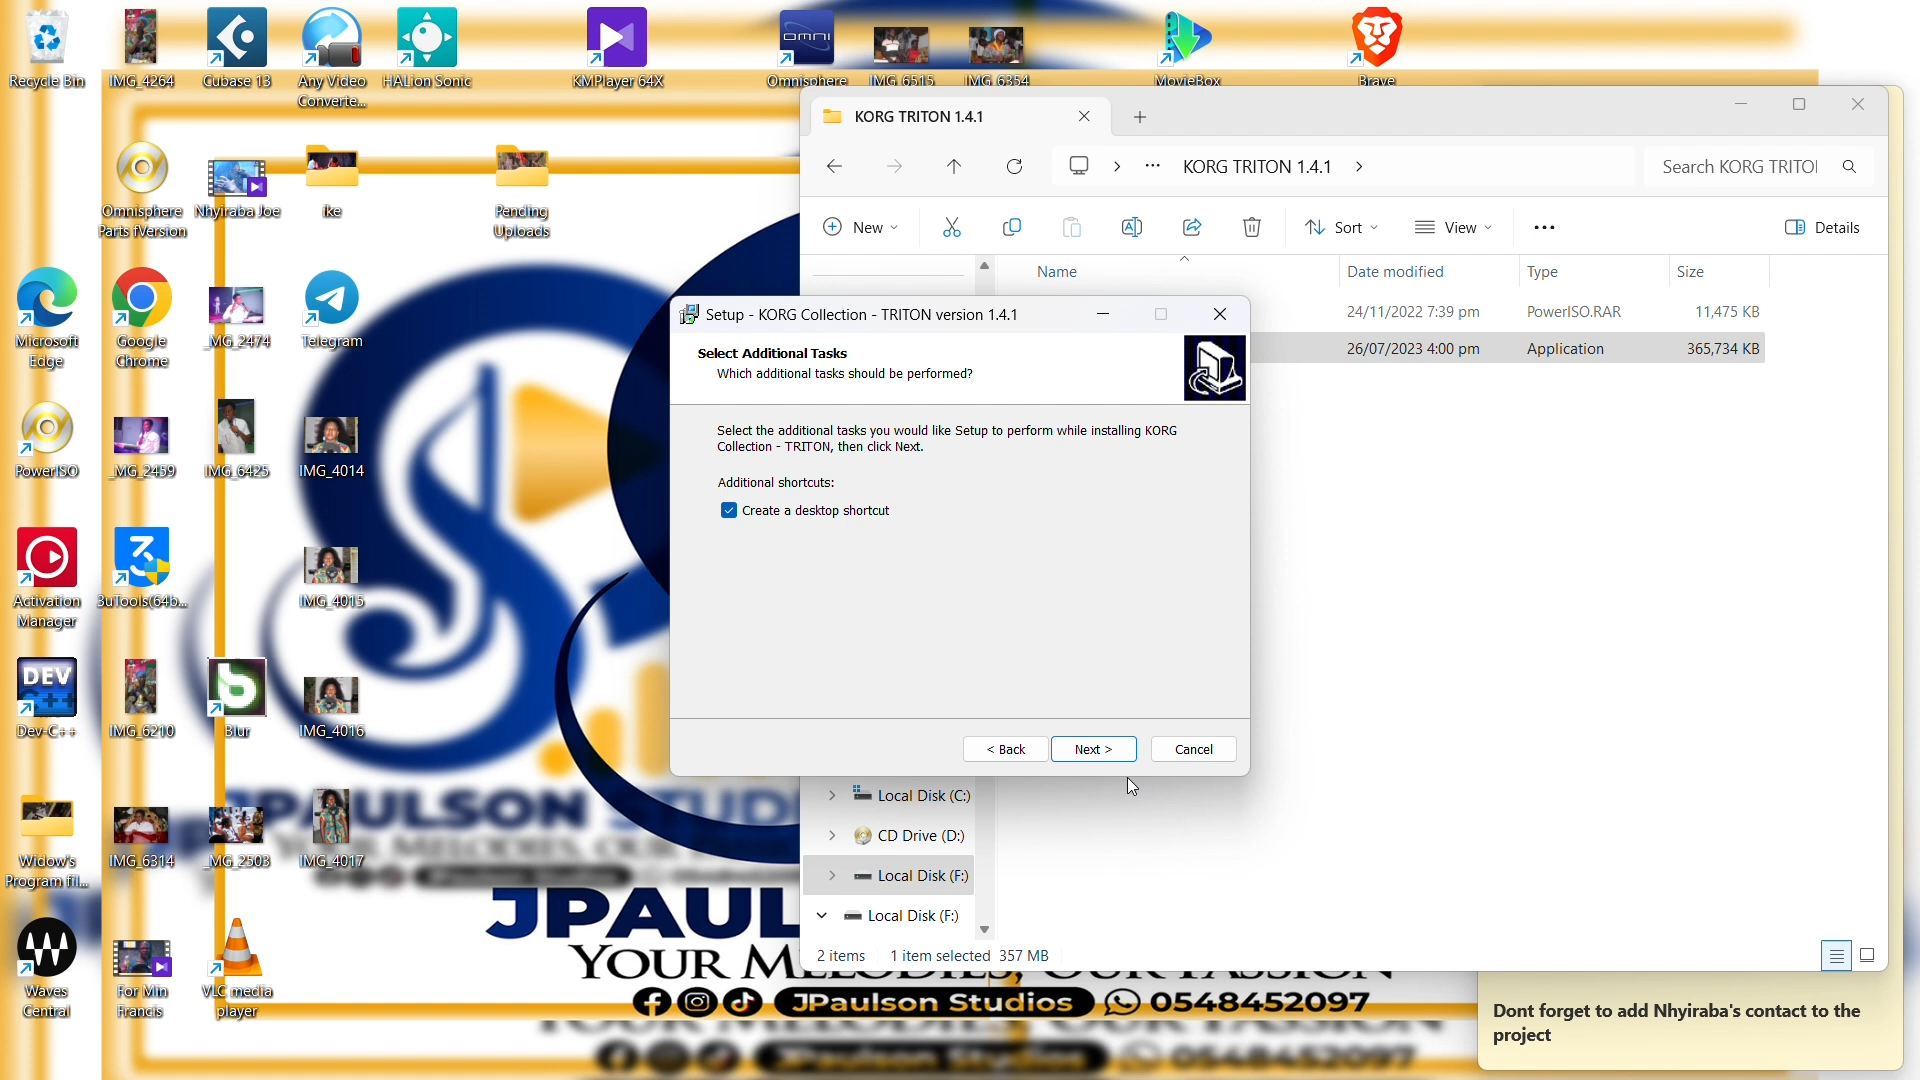 Recycle Bin
IMG_4264
Cubase 13
Any Video
Converte...
HALion Sonic
KMPlayer 64X
OMNI
Omnisphere
IMG_6515
IMG_6354
MovieBox
Brave
Omnisphere
Parts fVersion
Nhyiraba Joe
Ike
Pending
Uploads
Microsoft
Edge
Google
Chrome
_MG_2474
Telegram
PowerISO
_MG_2459
IMG_6425
IMG_4014
Activation
Manager
3uTools(64b...
IMG_4015
DEV
C++
Dev-C++
IMG_6210
Blur
IMG_4016
Widow's
Program fil...
IMG_6314
_MG_2503
IMG_4017
Waves
Central
For Min
Francis
VLC media
player
KORG TRITON 1.4.1
KORG TRITON 1.4.1
Search KORG TRITO
New
Sort
View
Details
Name
Date modified
Type
Size
24/11/2022 7:39 pm
PowerISO.RAR
11,475 KB
26/07/2023 4:00 pm
Application
365,734 KB
Setup - KORG Collection - TRITON version 1.4.1
Select Additional Tasks
Which additional tasks should be performed?
Select the additional tasks you would like Setup to perform while installing KORG
Collection - TRITON, then click Next.
Additional shortcuts:
Create a desktop shortcut
< Back
Next >
Cancel
Local Disk (C:)
CD Drive (D:)
Local Disk (F:)
Local Disk (F:)
2 items
1 item selected 357 MB
JPAUL
YOUR MELODIES, OUR PASSION
JPaulson Studios
0548452097
Dont forget to add Nhyiraba's contact to the
project